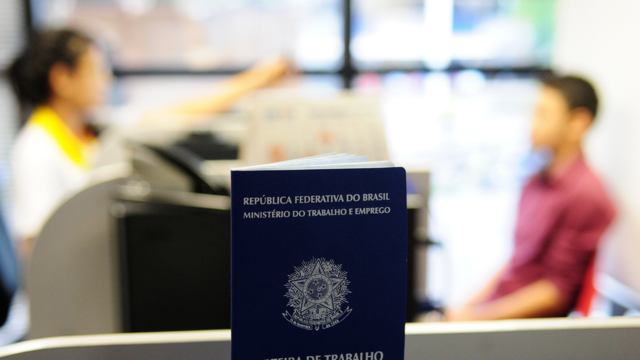 REPÚBLICA FEDERATIVA DO BRASIL
MINISTÉRIO DO TRABALHO E EMPREGO
DE TRABALHO